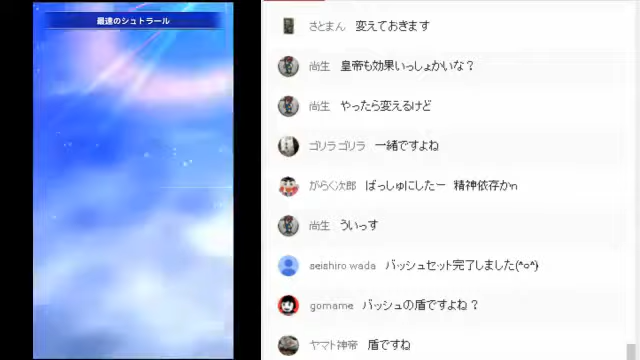 最速のシュトラール
さとまん 変えておきます
尚生 皇帝も効果いっしょかいな？
尚生 やったら変えるけど
ゴリラゴリラ 一緒ですよね
がらく次郎 ばっしゅにしたー 精神依存かn
尚生 ういっす
seishiro wada バッシュセット完了しました(^o^)
gomame バッシュの盾ですよね？
ヤマト神帝 盾ですね